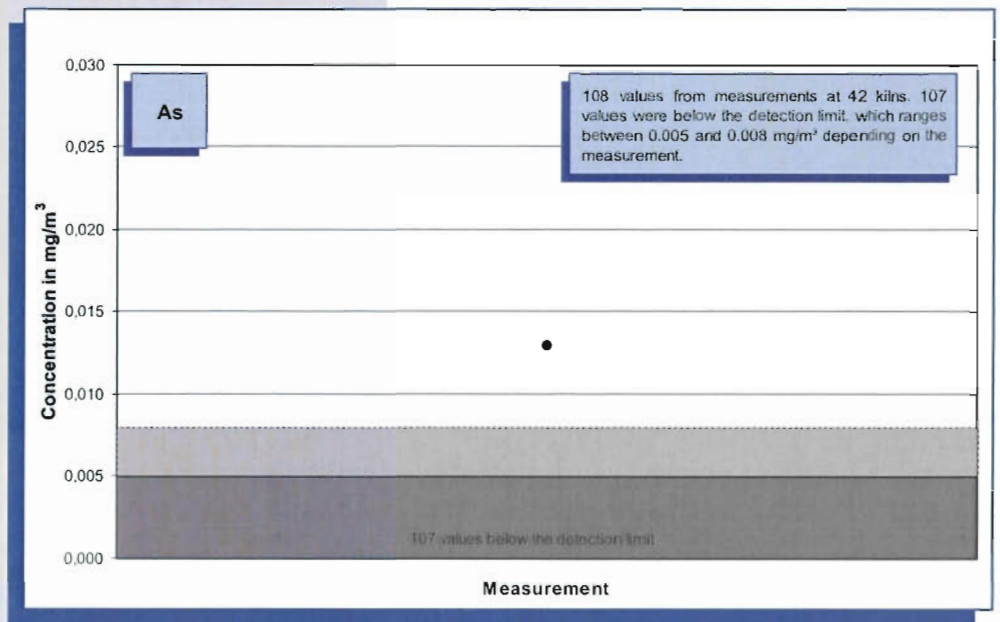 0,030
As
108 values from measurements at 42 kilns. 107
values were below the detection limit, which ranges
between 0.005 and 0.008 mg/m³ depending on the
measurement.
0,025
0,020
0,015
0,010
0,005
0,000
Concentration in mg/m³
107 values below the detection limit
Measurement